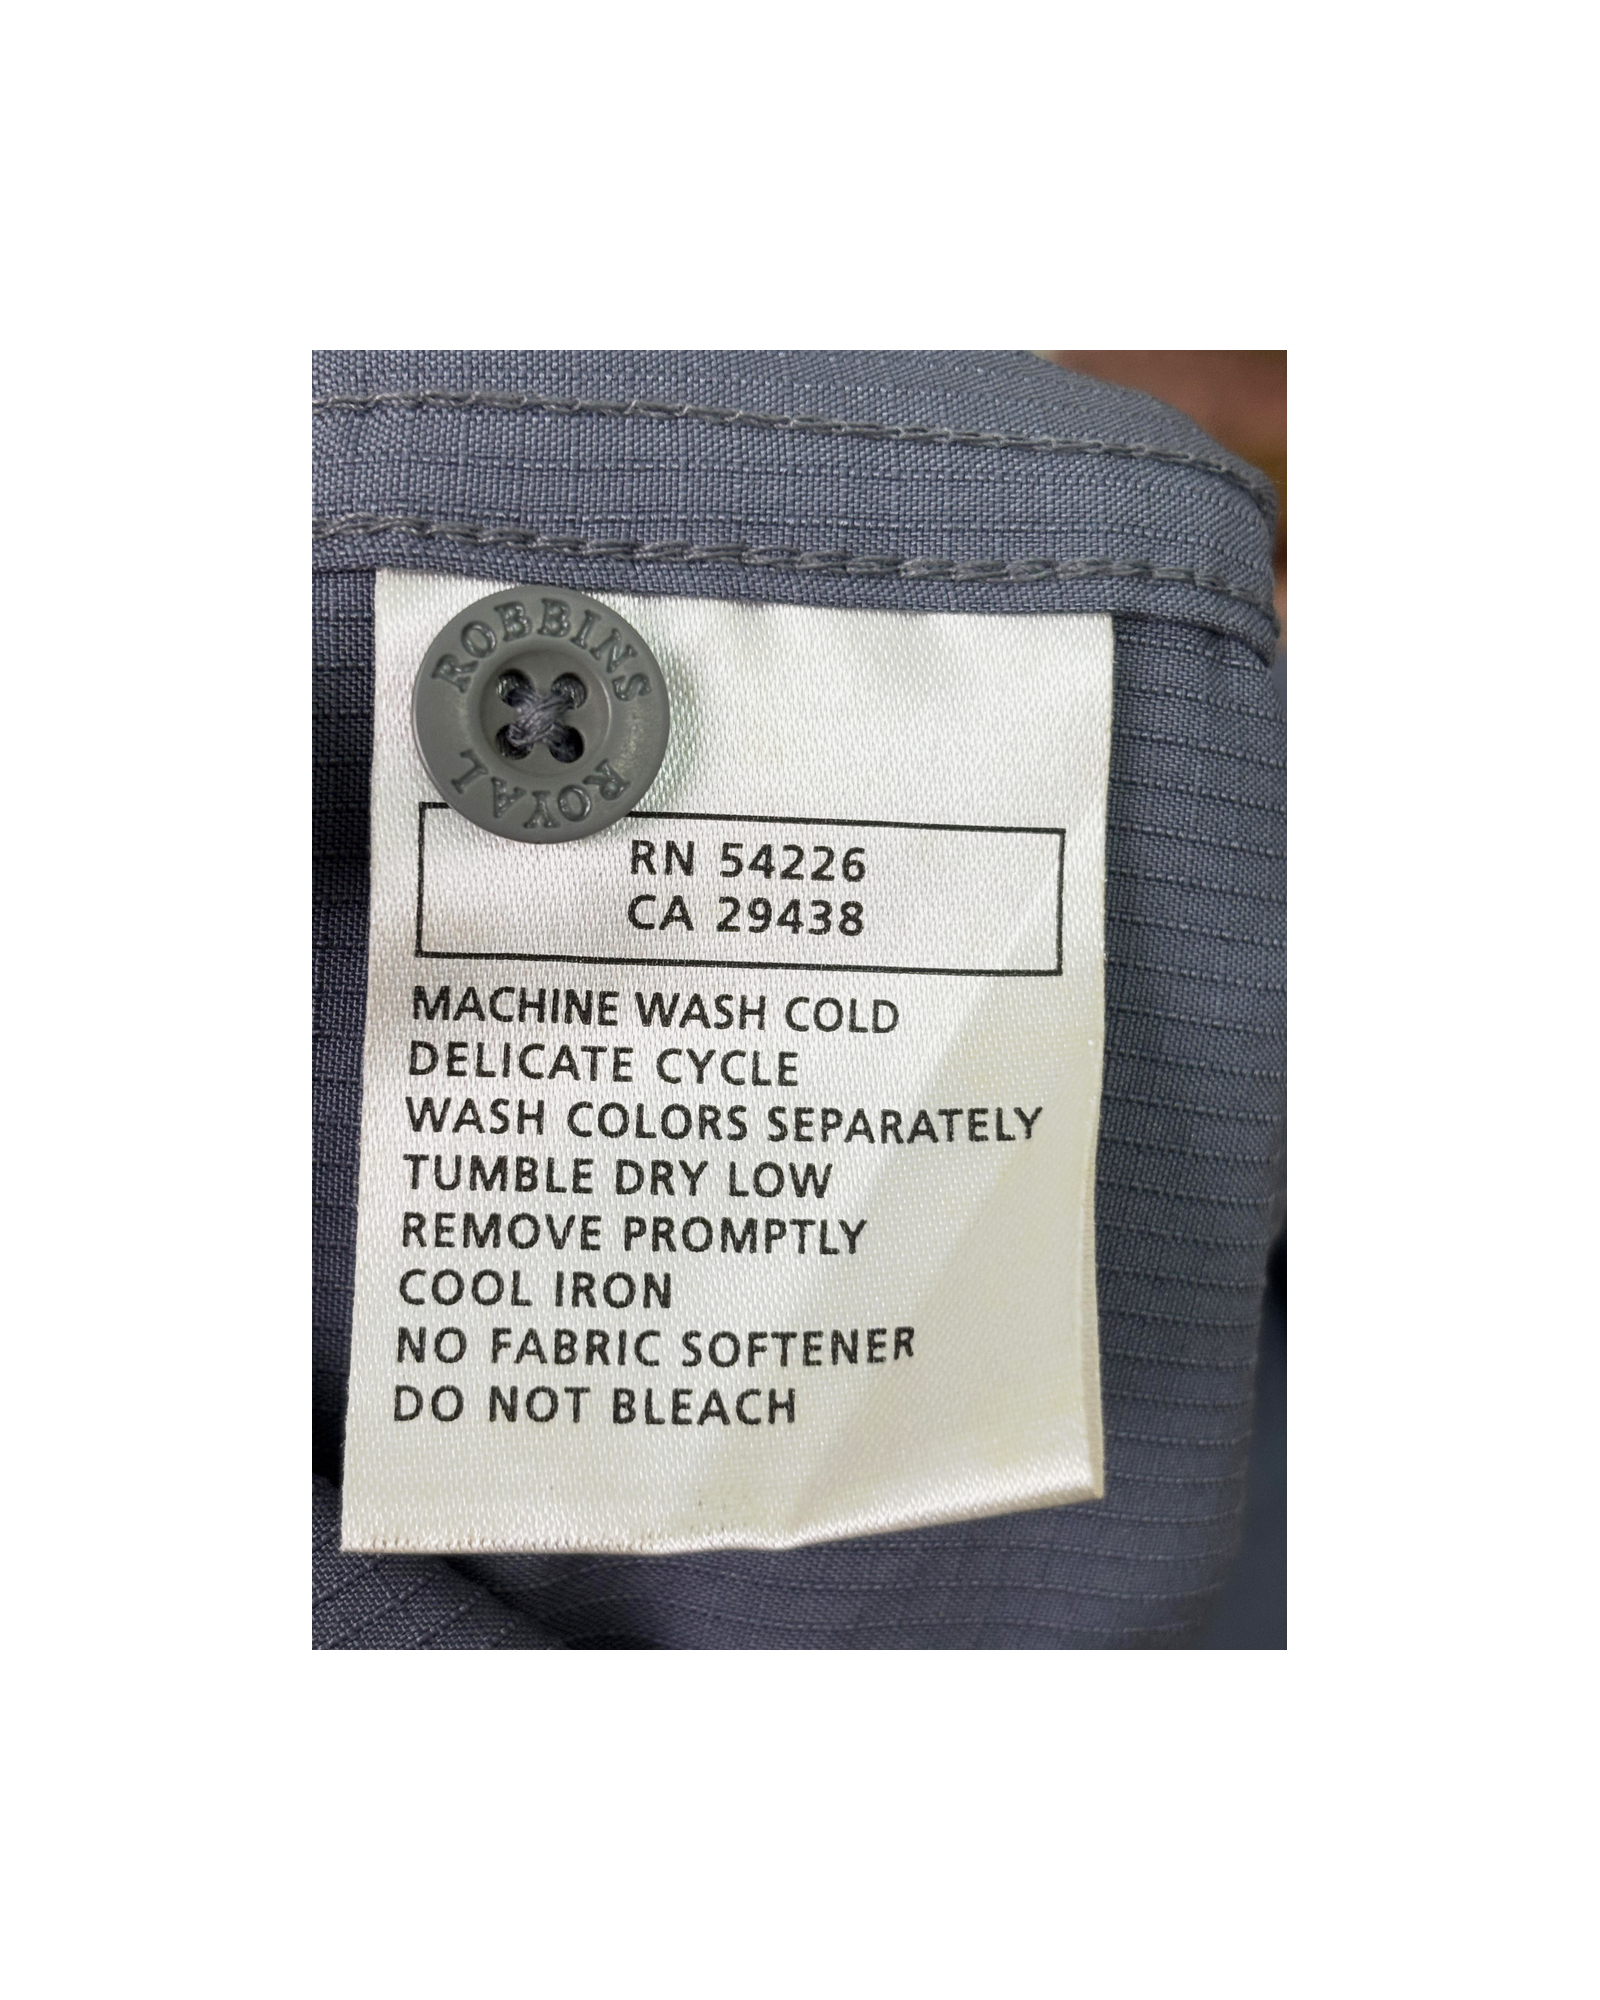 ROBBINS
ROYAL
RN 54226
CA 29438
MACHINE WASH COLD
DELICATE CYCLE
WASH COLORS SEPARATELY
TUMBLE DRY LOW
REMOVE PROMPTLY
COOL IRON
NO FABRIC SOFTENER
DO NOT BLEACH